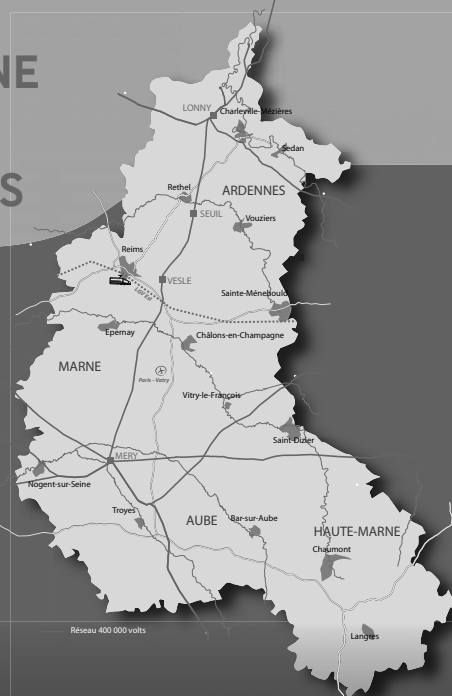 NE
S
LONNY
Charleville-Mézières
Sedan
Rethel
ARDENNES
SEUIL
Vouziers
Reims
VESLE
Sainte-Ménehould
Epernay
Châlons-en-Champagne
MARNE
Paris - Vatry
Vitry-le-François
Saint-Dizier
MERY
Nogent-sur-Seine
Troyes
AUBE
Bar-sur-Aube
HAUTE-MARNE
Chaumont
Réseau 400 000 volts
Langres